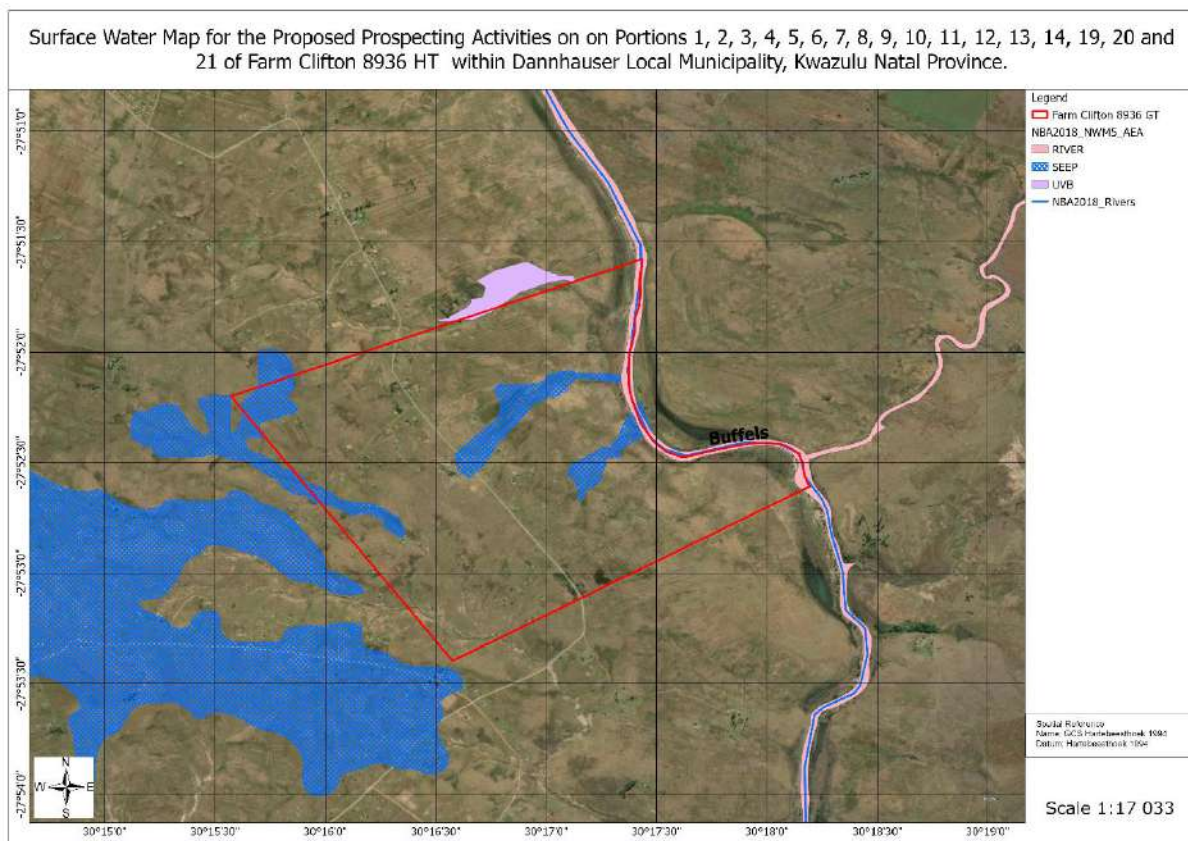 Surface Water Map for the Proposed Prospecting Activities on on Portions 1, 2, 3, 4, 5, 6, 7, 8, 9, 10, 11, 12, 13, 14, 19, 20 and
21 of Farm Clifton 8936 HT within Dannhauser Local Municipality, Kwazulu Natal Province.
Legend
Farm Clifton 8936 GT
NBA2018_NWM5_AEA
RIVER
SEEP
UVB
NBA2018_Rivers
-27°51'0"
-27°51'30"
-27°52'0"
-27°52'30"
-27°53'0"
-27°53'30"
-27°54'0"
Buffels
N
W E
S
Spatial Reference
Name: GCS Hartebeesthoek 1994
Datum: Hartebeesthoek 1994
Scale 1:17 033
30°15'0" 30°15'30" 30°16'0" 30°16'30" 30°17'0" 30°17'30" 30°18'0" 30°18'30" 30°19'0"